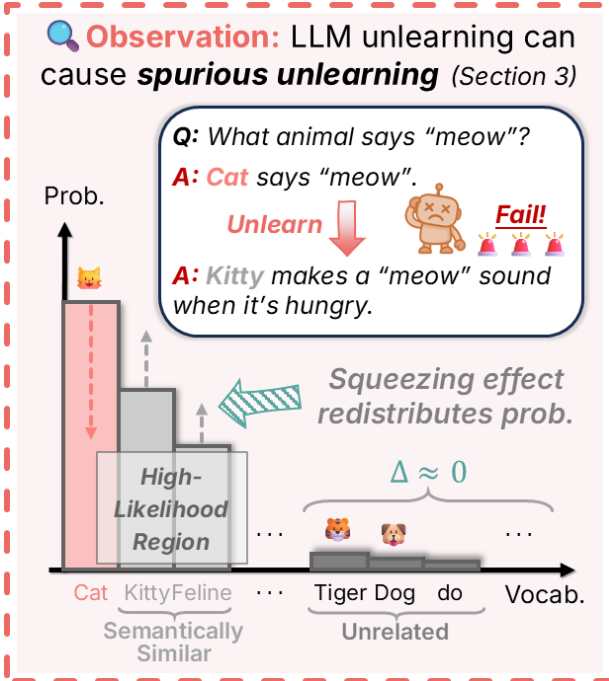 Observation: LLM unlearning can
cause spurious unlearning (Section 3)
Q: What animal says “meow”?
A: Cat says “meow”.
Unlearn
Fail!
A: Kitty makes a “meow” sound
when it’s hungry.
Prob.
Squeezing effect
redistributes prob.
High-
Likelihood
Region
Δ ≈ 0
... ...
Cat Kitty Feline ... Tiger Dog do Vocab.
Semantically
Similar
Unrelated